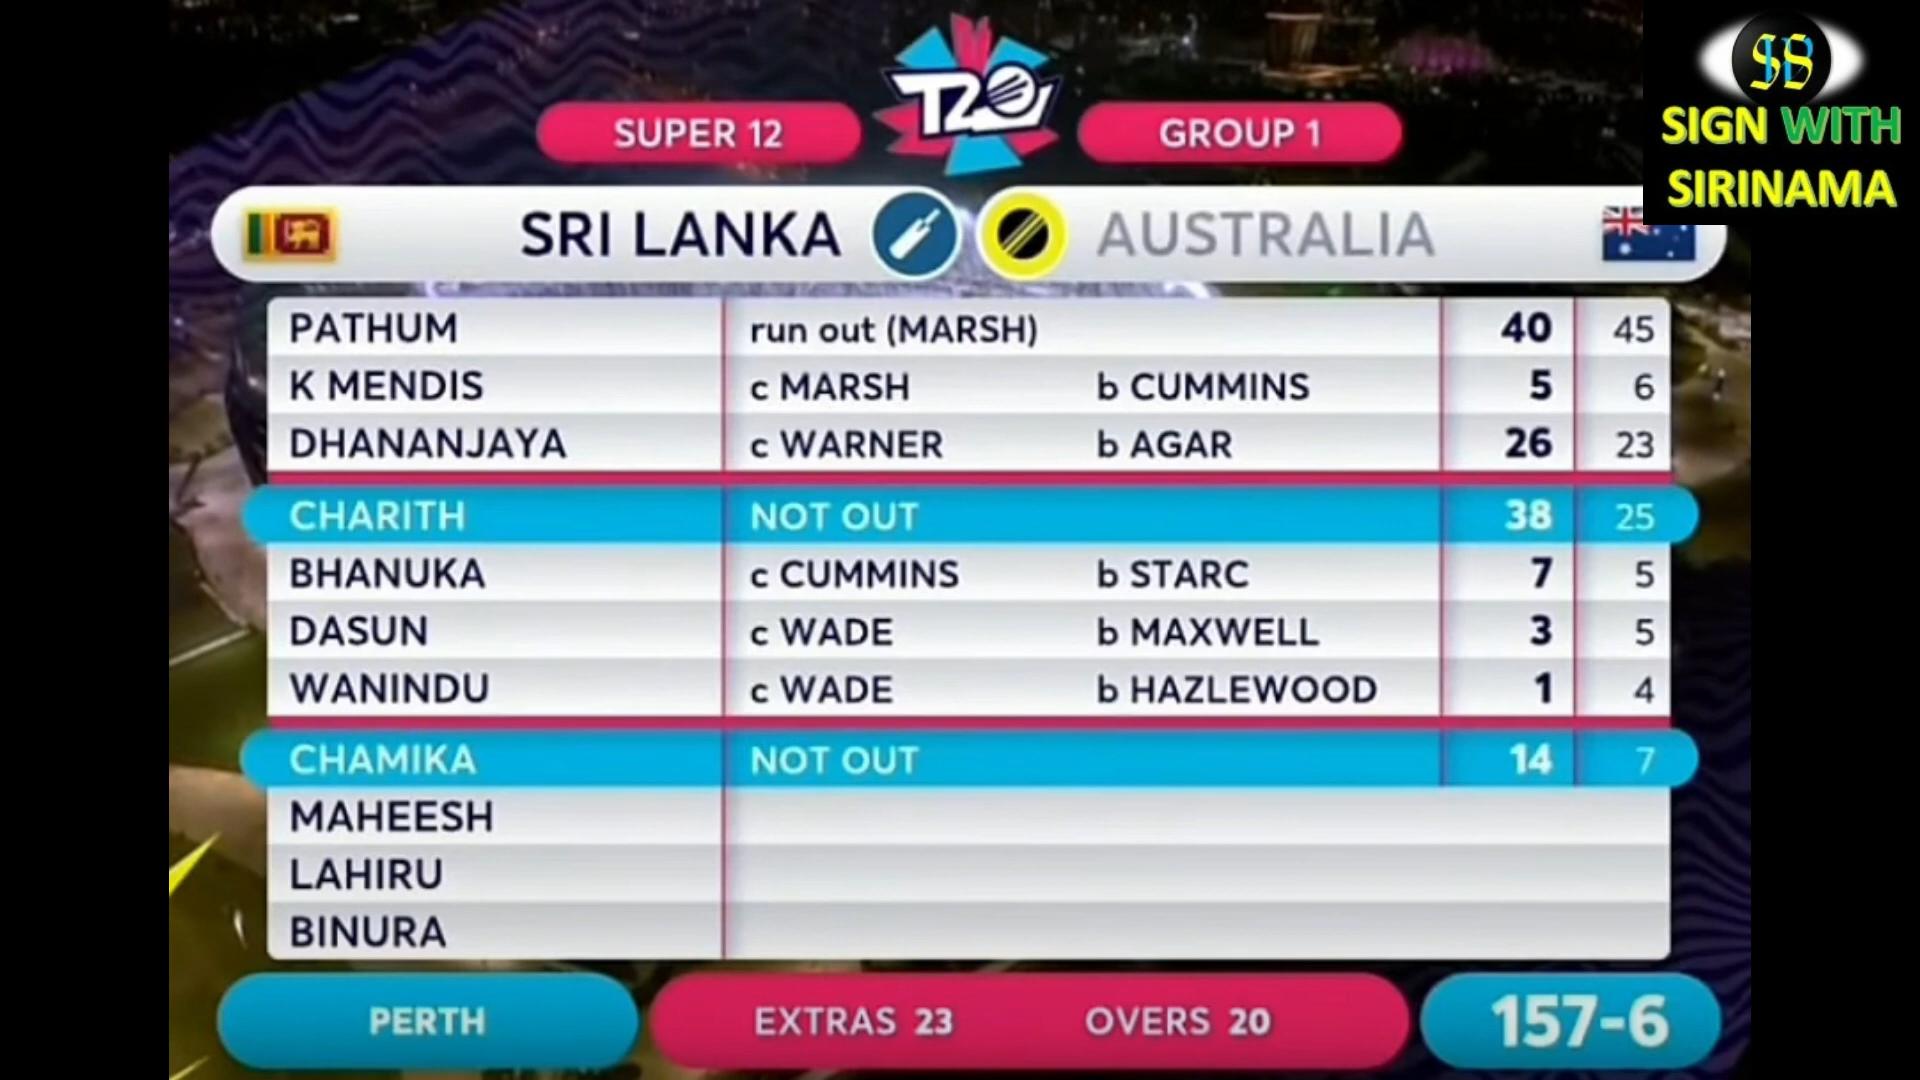 SS
SIGN WITH
SIRINAMA
T20
SUPER 12 GROUP 1
SRI LANKA AUSTRALIA
PATHUM run out (MARSH) 40 45
K MENDIS c MARSH b CUMMINS 5 6
DHANANJAYA c WARNER b AGAR 26 23
CHARITH NOT OUT 38 25
BHANUKA c CUMMINS b STARC 7 5
DASUN c WADE b MAXWELL 3 5
WANINDU c WADE b HAZLEWOOD 1 4
CHAMIKA NOT OUT 14 7
MAHEESH
LAHIRU
BINURA
PERTH EXTRAS 23 OVERS 20 157-6